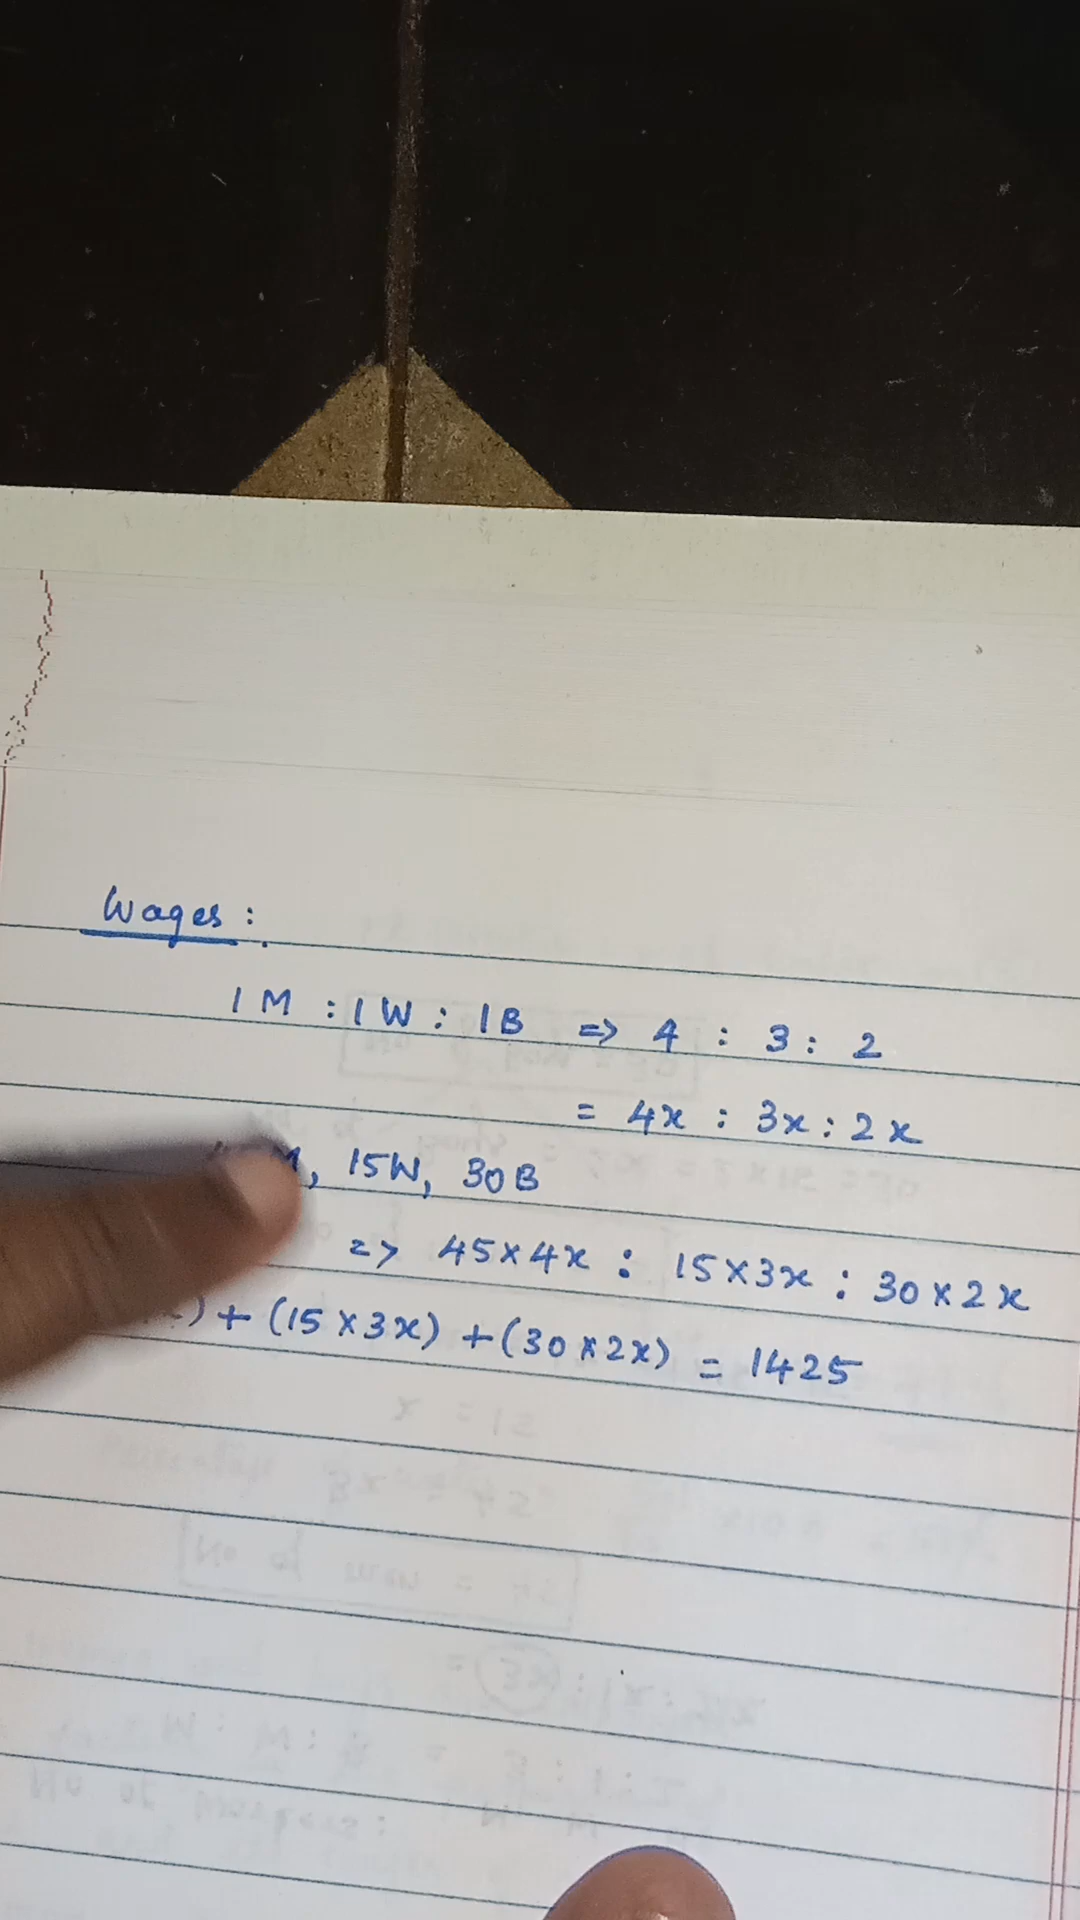 Wages :
1 M : 1 W : 1B => 4 : 3 : 2
= 4x : 3x : 2x
M, 15W, 30B
=> 45×4x : 15×3x : 30×2x
) + (15×3x) + (30×2x) = 1425